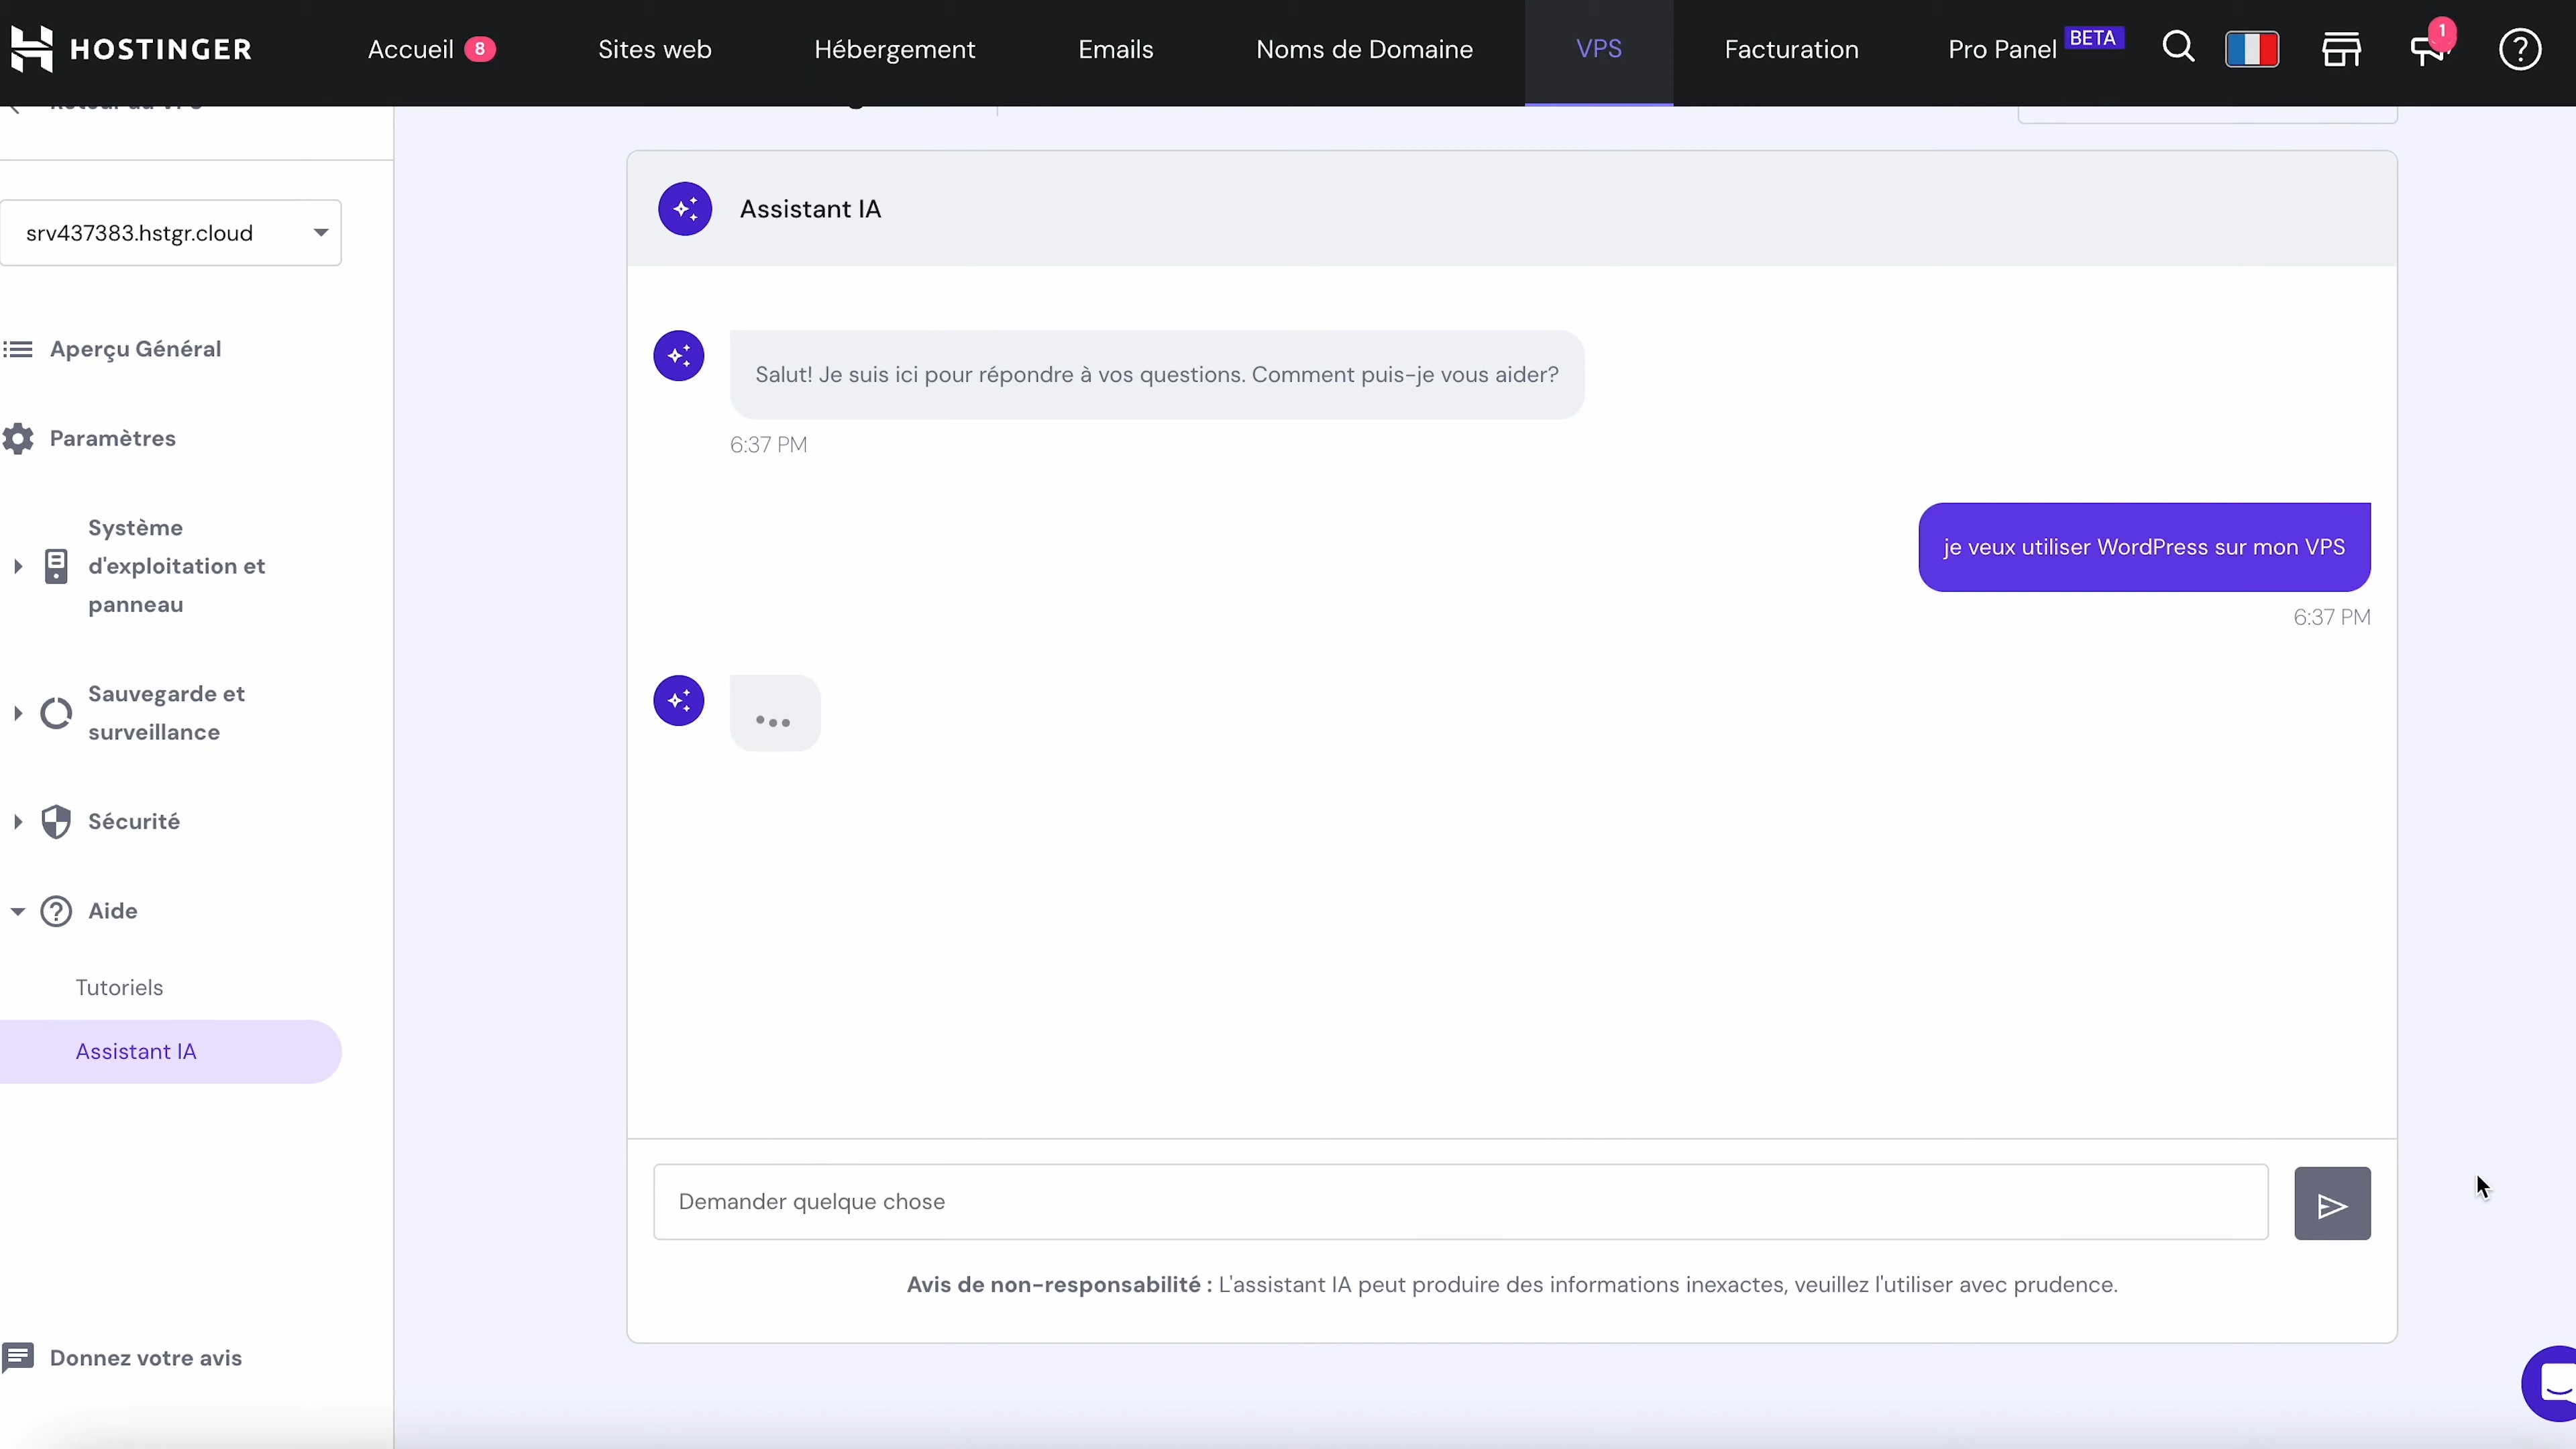 HOSTINGER
Accueil 8
Sites web
Hébergement
Emails
Noms de Domaine
VPS
Facturation
Pro Panel BETA
1
srv437383.hstgr.cloud
Aperçu Général
Paramètres
Système
d'exploitation et
panneau
Sauvegarde et
surveillance
Sécurité
Aide
Tutoriels
Assistant IA
Donnez votre avis
Assistant IA
Salut! Je suis ici pour répondre à vos questions. Comment puis-je vous aider?
6:37 PM
je veux utiliser WordPress sur mon VPS
6:37 PM
Demander quelque chose
Avis de non-responsabilité : L'assistant IA peut produire des informations inexactes, veuillez l'utiliser avec prudence.